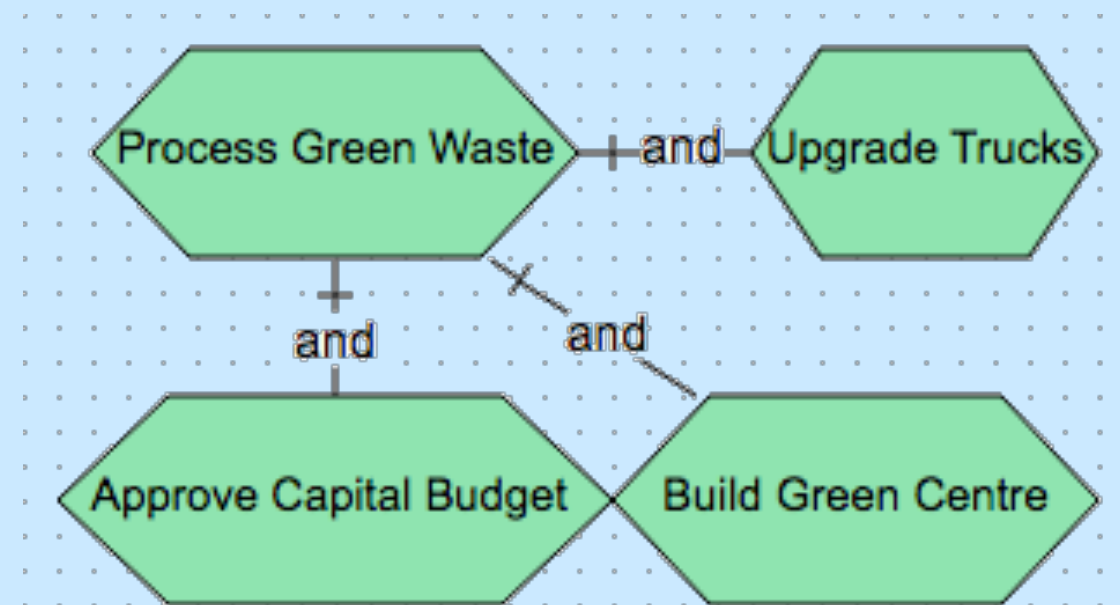 Process Green Waste
and
Upgrade Trucks
and
and
Approve Capital Budget
Build Green Centre